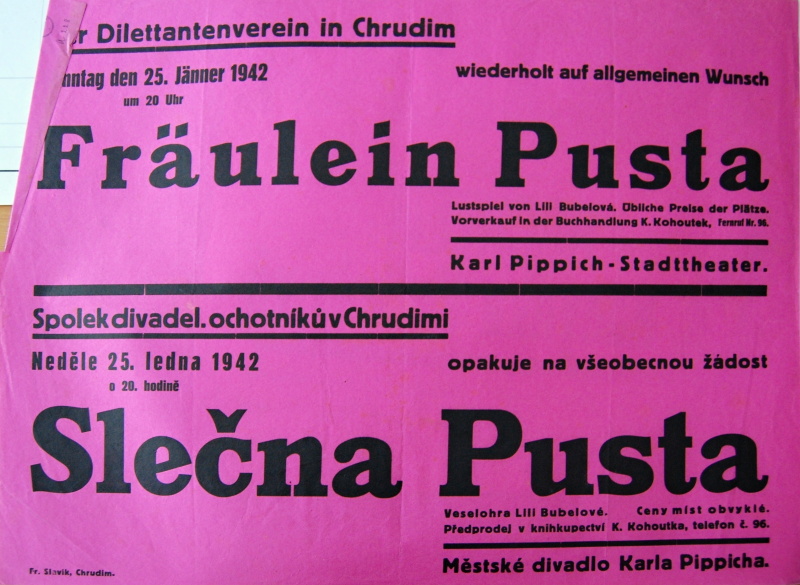 Dilettantenverein in Chrudim
den 25. Jänner 1942
wiederholt auf allgemeinen Wunsch
um 20 Uhr
Fräulein Pusta
Lustspiel von Lili Bubelová. Übliche Preise der Plätze.
Vorverkauf in der Buchhandlung K. Kohoutek, Fernruf Nr. 96.
Karl Pippich-Stadttheater.
Spolek divadel. ochotníků v Chrudimi
Neděle 25. ledna 1942
opakuje na všeobecnou žádost
o 20. hodině
Slečna Pusta
Veselohra Lili Bubelové. Ceny míst obvyklé.
Předprodej v knihkupectví K. Kohoutka, telefon č. 96.
Městské divadlo Karla Pippicha.
Fr. Slavík, Chrudim.